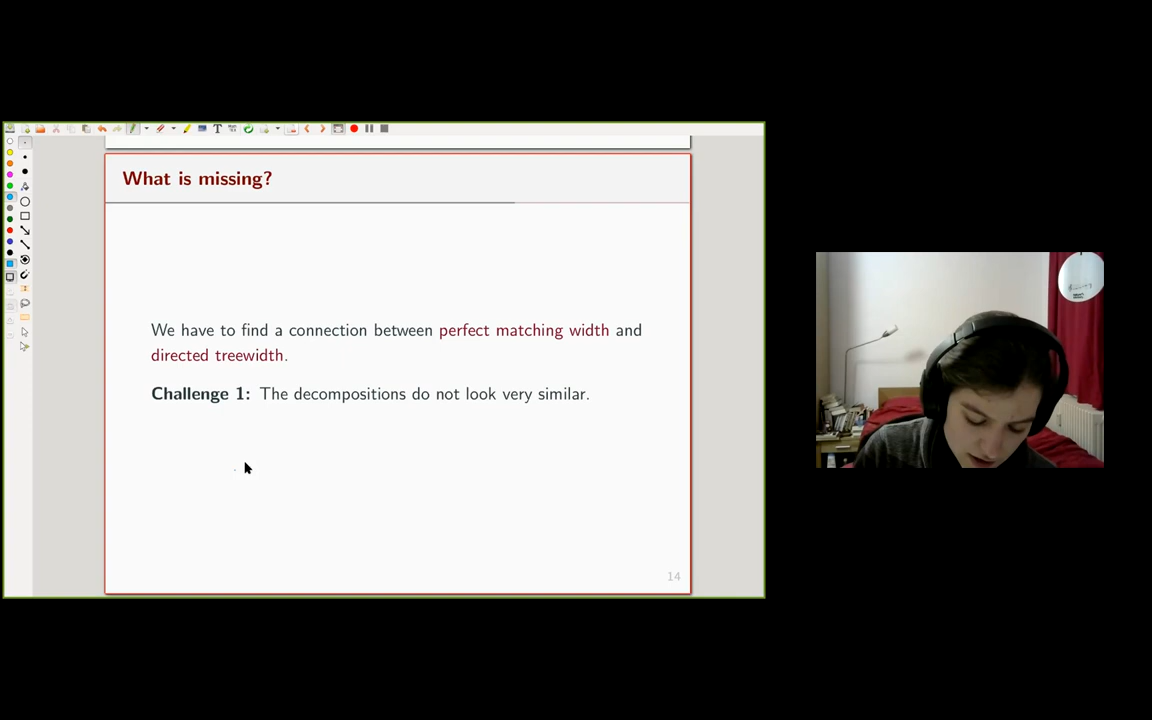 What is missing?
We have to find a connection between perfect matching width and
directed treewidth.
Challenge 1: The decompositions do not look very similar.
14